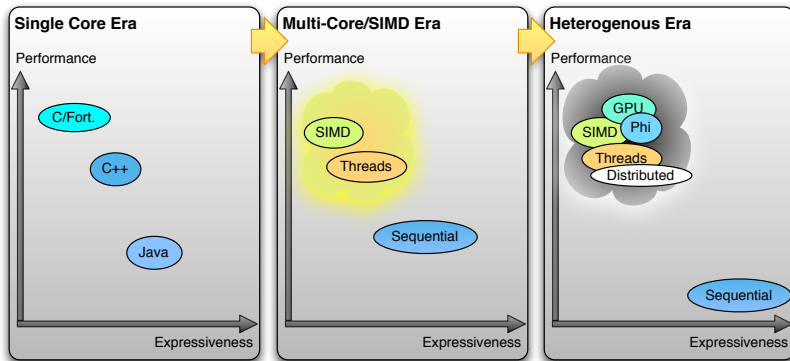 Single Core Era
Performance
C/Fort.
C++
Java
Expressiveness
Multi-Core/SIMD Era
Performance
SIMD
Threads
Sequential
Expressiveness
Heterogenous Era
Performance
GPU
Phi
SIMD
Threads
Distributed
Sequential
Expressiveness